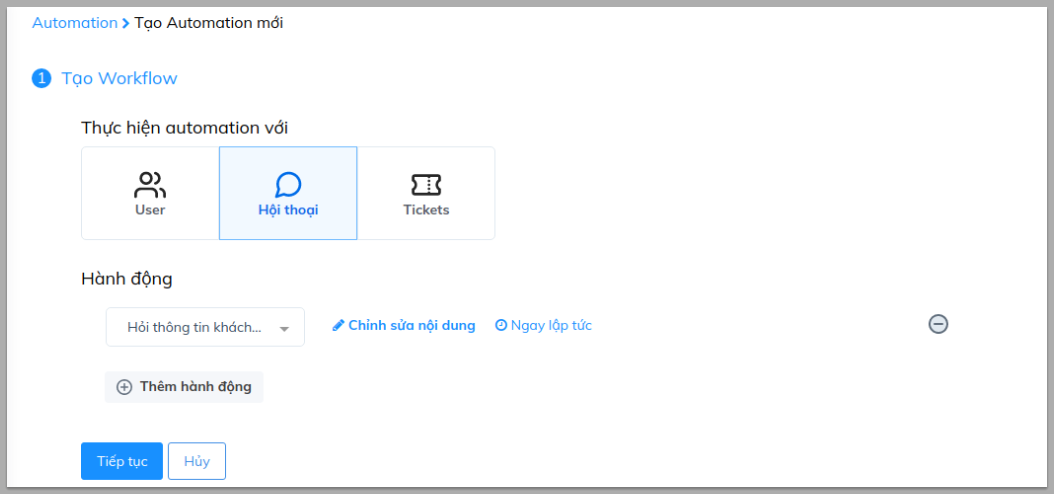 Automation > Tạo Automation mới
1 Tạo Workflow
Thực hiện automation với
User Hội thoại Tickets
Hành động
Hỏi thông tin khách... Chỉnh sửa nội dung Ngay lập tức
Thêm hành động
Tiếp tục Hủy